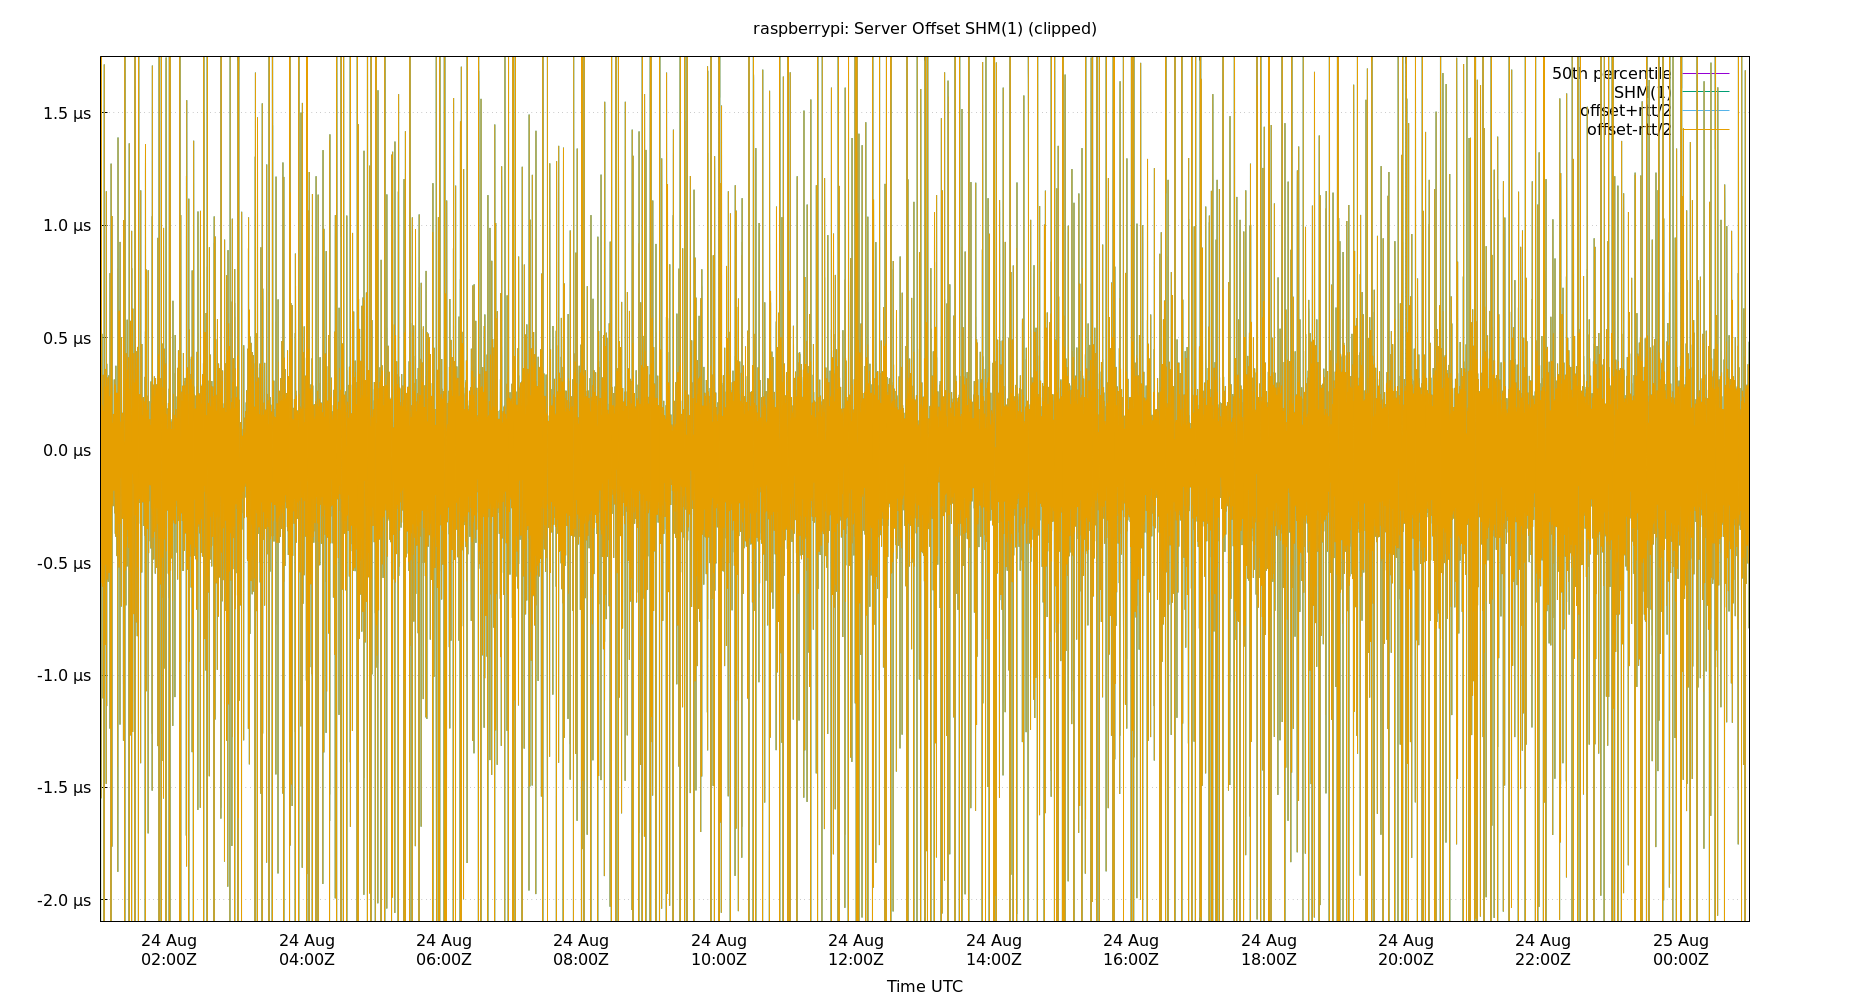 raspberrypi: Server Offset SHM(1) (clipped)
50th percentile
SHM(1)
offset+rtt/2
offset-rtt/2
1.5 µs
1.0 µs
0.5 µs
0.0 µs
-0.5 µs
-1.0 µs
-1.5 µs
-2.0 µs
24 Aug 24 Aug 24 Aug 24 Aug 24 Aug 24 Aug 24 Aug 24 Aug 24 Aug 24 Aug 24 Aug 25 Aug
02:00Z 04:00Z 06:00Z 08:00Z 10:00Z 12:00Z 14:00Z 16:00Z 18:00Z 20:00Z 22:00Z 00:00Z
Time UTC